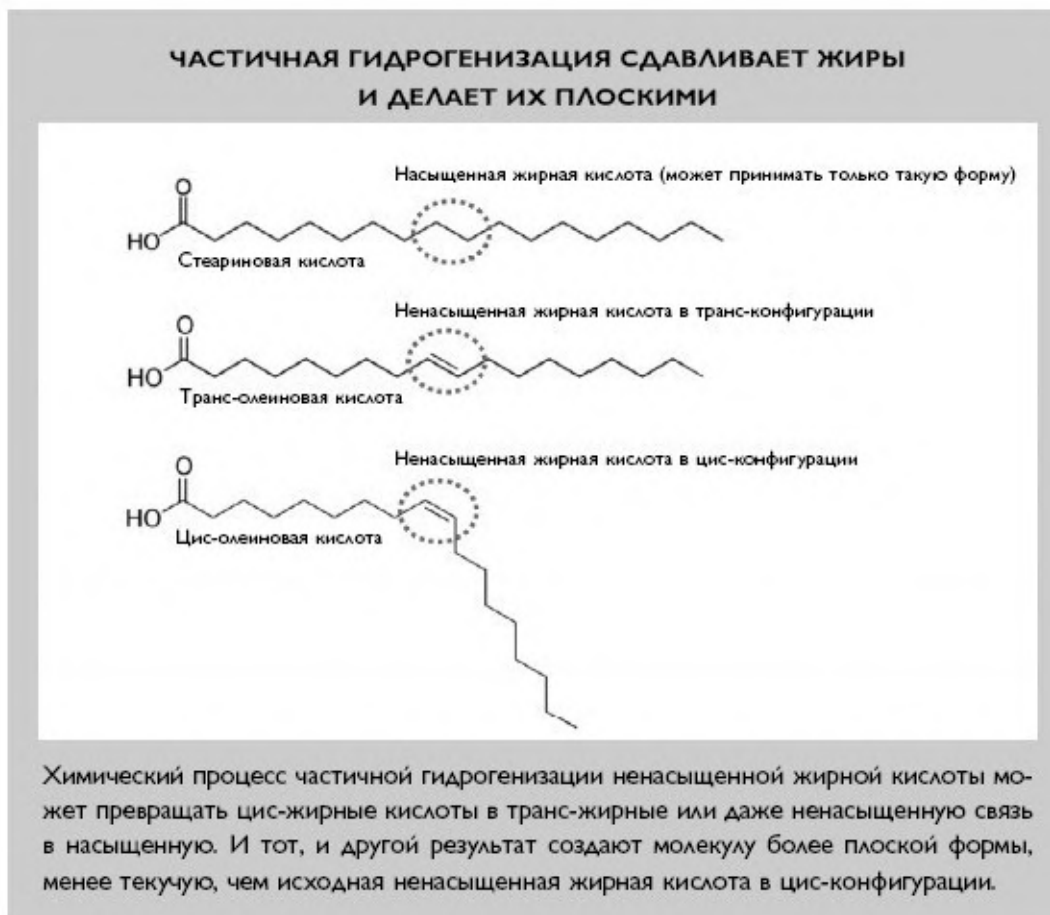 ЧАСТИЧНАЯ ГИДРОГЕНИЗАЦИЯ СДАВЛИВАЕТ ЖИРЫ
И ДЕЛАЕТ ИХ ПЛОСКИМИ
Насыщенная жирная кислота (может принимать только такую форму)
O
HO
Стеариновая кислота
Ненасыщенная жирная кислота в транс-конфигурации
O
HO
Транс-олеиновая кислота
Ненасыщенная жирная кислота в цис-конфигурации
O
HO
Цис-олеиновая кислота
Химический процесс частичной гидрогенизации ненасыщенной жирной кислоты мо-
жет превращать цис-жирные кислоты в транс-жирные или даже ненасыщенную связь
в насыщенную. И тот, и другой результат создают молекулу более плоской формы,
менее текучую, чем исходная ненасыщенная жирная кислота в цис-конфигурации.